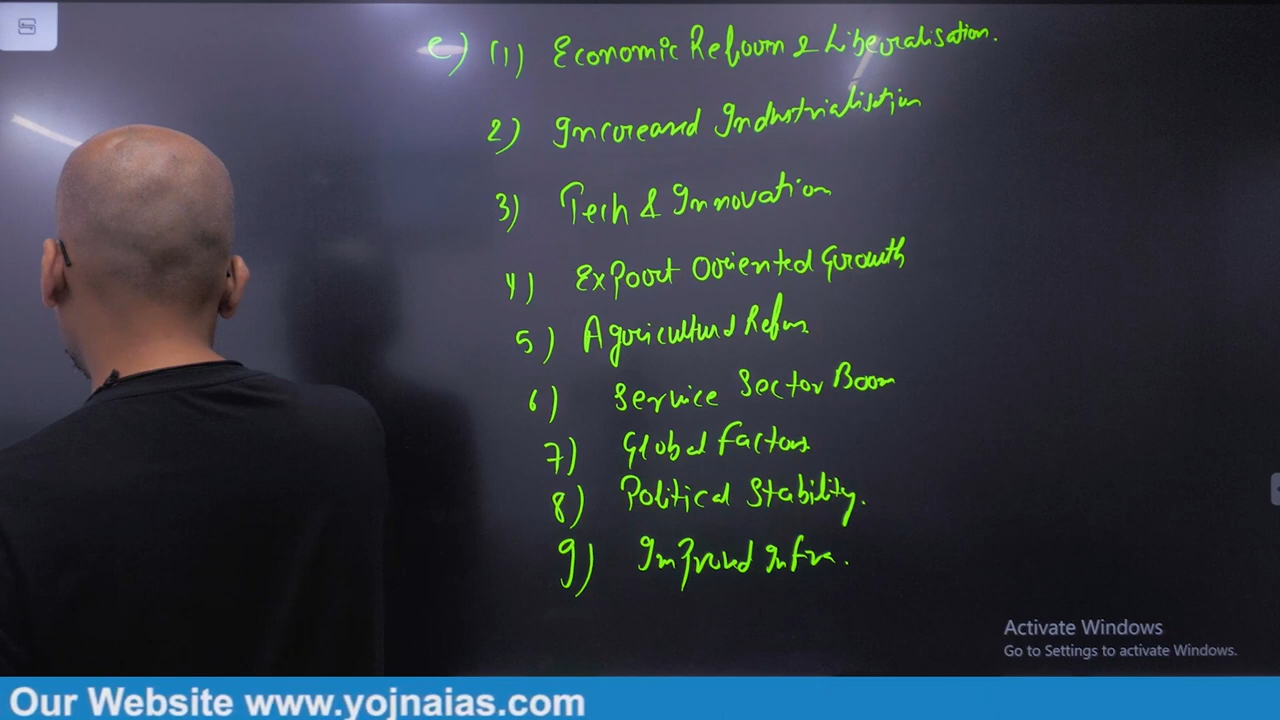 C) (1) Economic Reform & Liberalisation.
2) Increased Industrialisation
3) Tech & Innovation
4) Export Oriented Growth
5) Agricultural Reform
6) Service Sector Boom
7) Global Factors
8) Political Stability.
9) Improved Infra.
Activate Windows
Go to Settings to activate Windows.
Our Website www.yojnaias.com